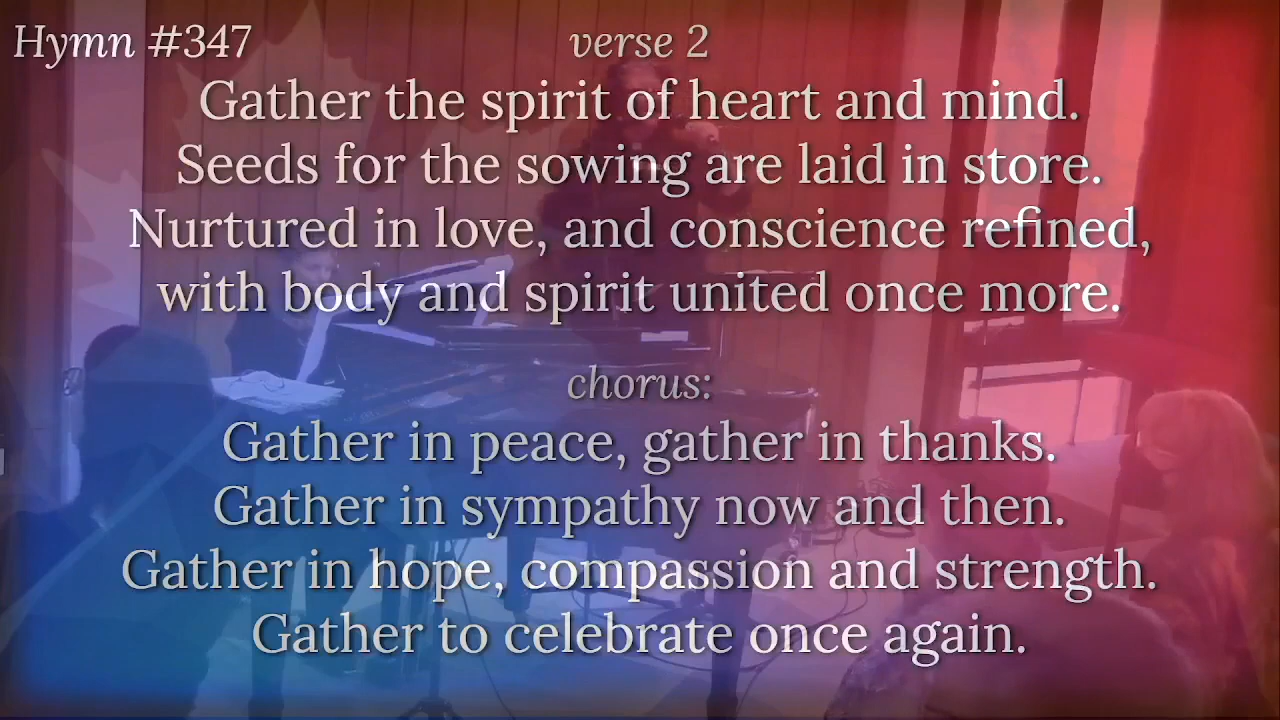 Hymn #347
verse 2
Gather the spirit of heart and mind.
Seeds for the sowing are laid in store.
Nurtured in love, and conscience refined,
with body and spirit united once more.
chorus:
Gather in peace, gather in thanks.
Gather in sympathy now and then.
Gather in hope, compassion and strength.
Gather to celebrate once again.